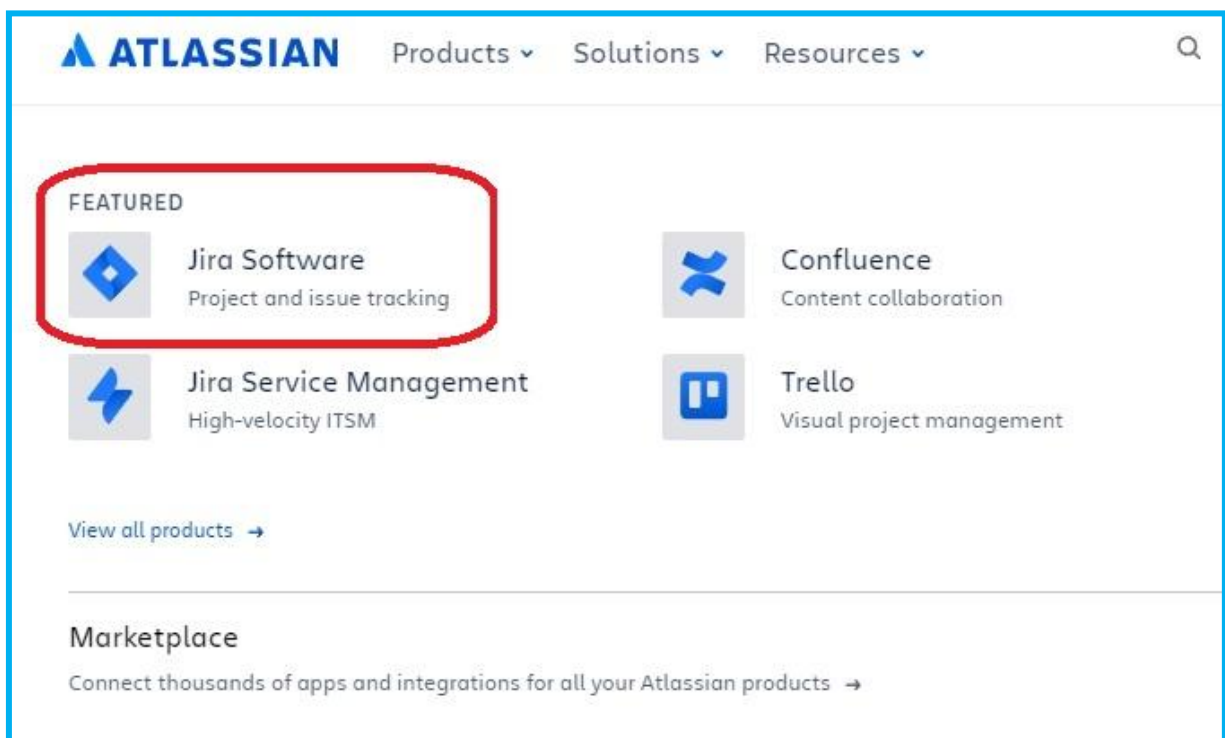 ATLASSIAN Products Solutions Resources
FEATURED
Jira Software
Project and issue tracking
Confluence
Content collaboration
Jira Service Management
High-velocity ITSM
Trello
Visual project management
View all products →
Marketplace
Connect thousands of apps and integrations for all your Atlassian products →